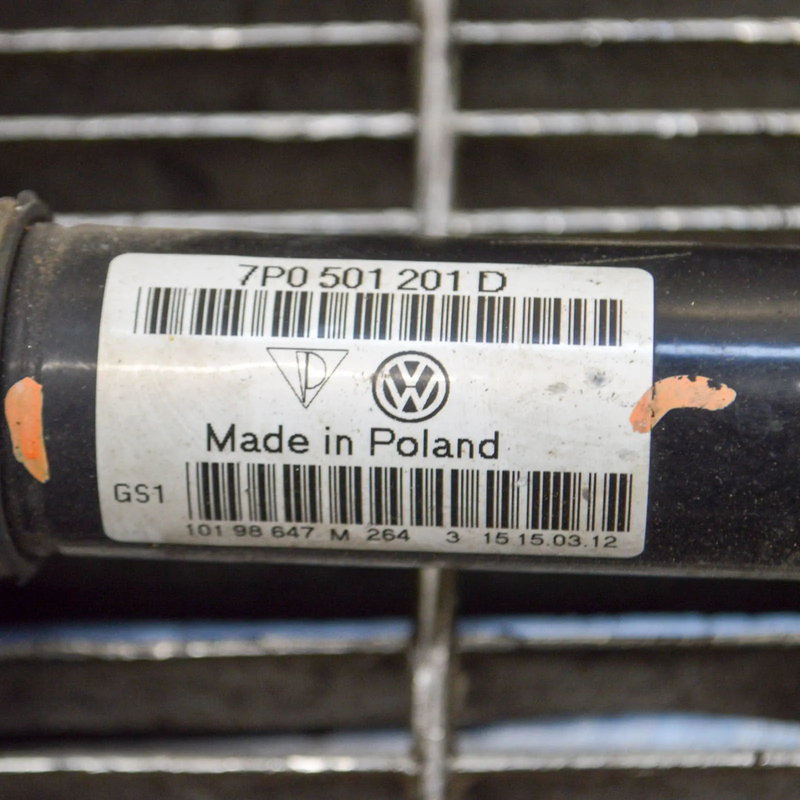 7P0 501 201 D
Made in Poland
GS1
101 98 647 M 264 3 15 15.03.12